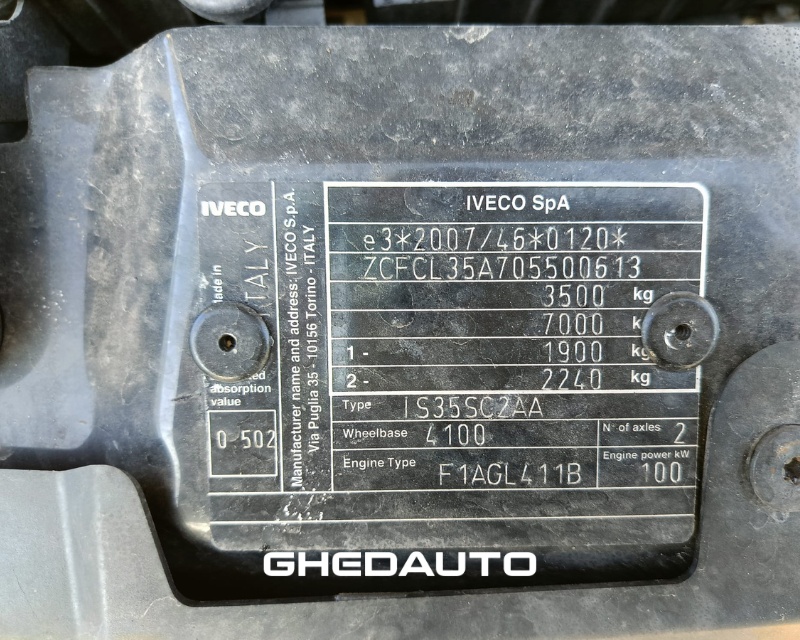 IVECO
Made in
ITALY
absorption
value
0-502
Manufacturer name and address: IVECO S.p.A.
Via Puglia 35 - 10156 Torino - ITALY
IVECO SpA
e3*2007/46*0120*
ZCFCL35A705500613
3500 kg
7000
1- 1900
2- 2240 kg
Type IS35SC2AA
Wheelbase 4100
N° of axles 2
Engine Type F1AGL411B
Engine power kW
100
GHEDAUTO